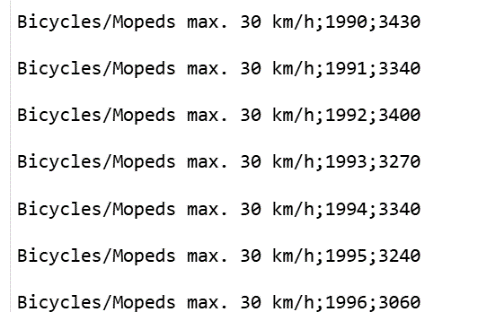 Bicycles/Mopeds max. 30 km/h;1990;3430
Bicycles/Mopeds max. 30 km/h;1991;3340
Bicycles/Mopeds max. 30 km/h;1992;3400
Bicycles/Mopeds max. 30 km/h;1993;3270
Bicycles/Mopeds max. 30 km/h;1994;3340
Bicycles/Mopeds max. 30 km/h;1995;3240
Bicycles/Mopeds max. 30 km/h;1996;3060